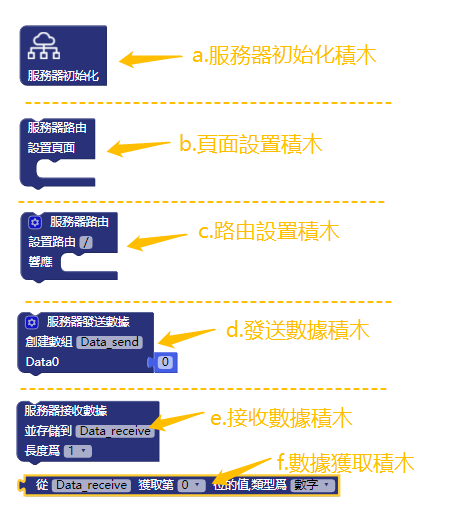 服務器初始化
a.服務器初始化積木
服務器路由
設置頁面
b.頁面設置積木
服務器路由
設置路由 /
響應
c.路由設置積木
服務器發送數據
創建數組 Data_send
Data0 0
d.發送數據積木
服務器接收數據
並存儲到 Data_receive
長度爲 1
e.接收數據積木
f.數據獲取積木
從 Data_receive 獲取第 0 位的值,類型爲 數字